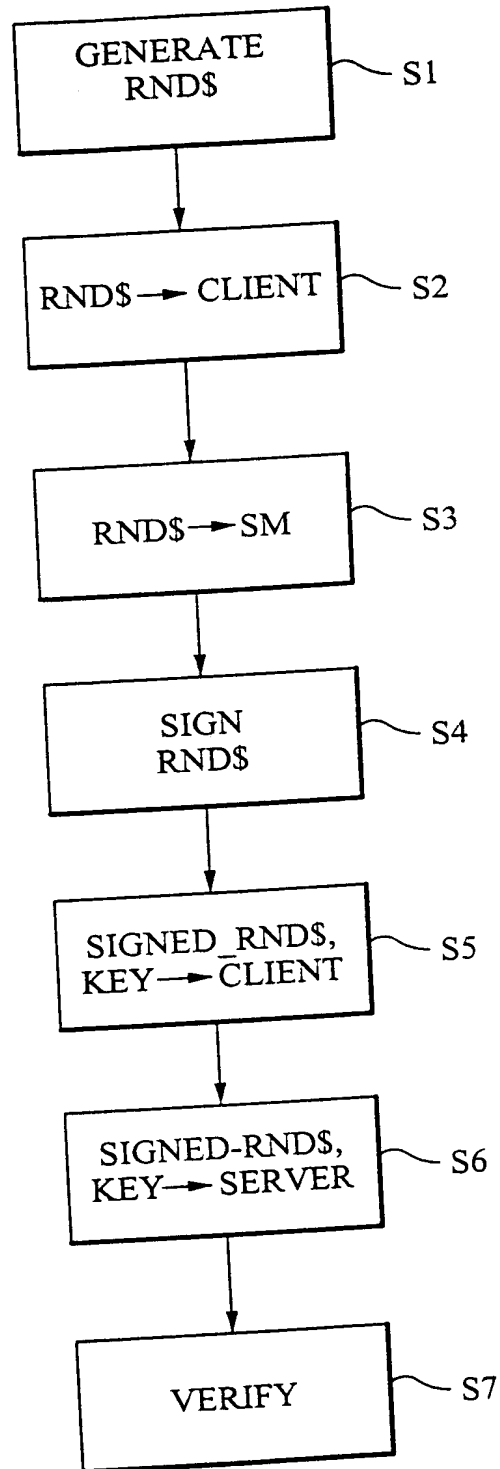 GENERATE
RND$
S1
RND$ → CLIENT
S2
RND$ → SM
S3
SIGN
RND$
S4
SIGNED_RND$,
KEY → CLIENT
S5
SIGNED-RND$,
KEY → SERVER
S6
VERIFY
S7